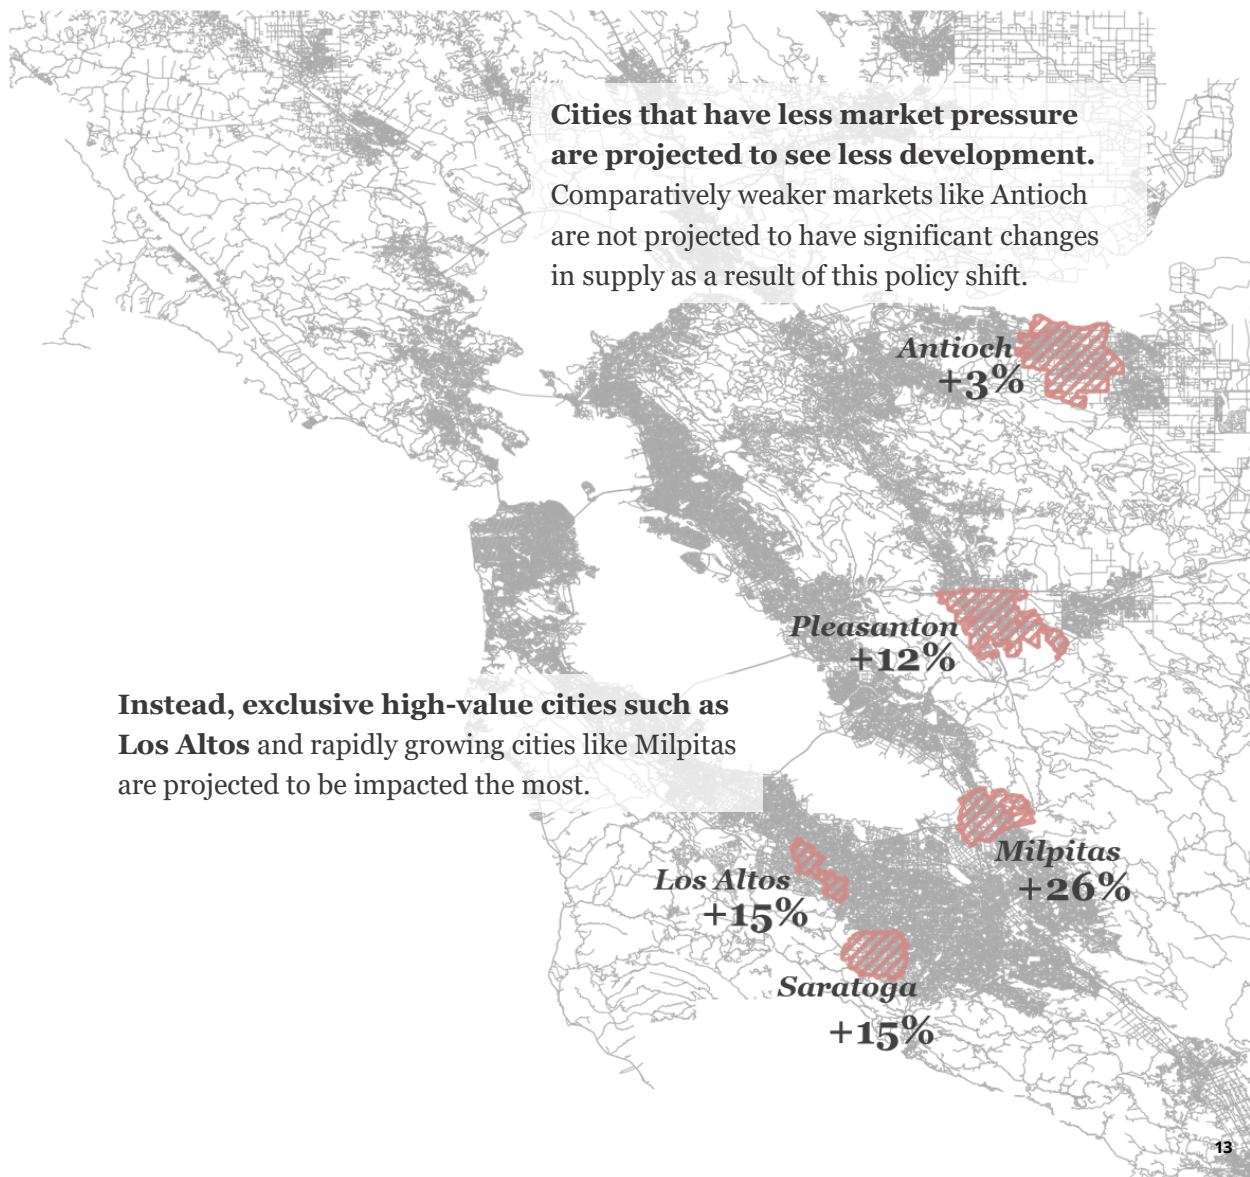 Cities that have less market pressure
are projected to see less development.
Comparatively weaker markets like Antioch
are not projected to have significant changes
in supply as a result of this policy shift.
Antioch
+3%
Pleasanton
+12%
Instead, exclusive high-value cities such as
Los Altos and rapidly growing cities like Milpitas
are projected to be impacted the most.
Milpitas
+26%
Los Altos
+15%
Saratoga
+15%
13